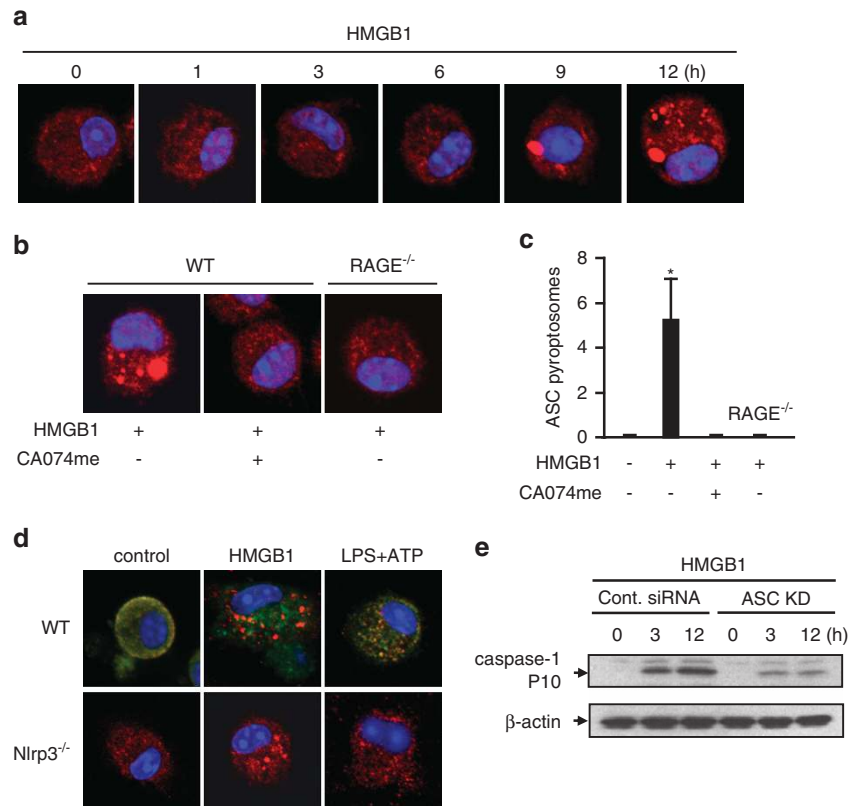 a
HMGB1
0 1 3 6 9 12 (h)
b
WT RAGE-/-
HMGB1 + + +
CA074me - + -
c
ASC pyroptosomes
8
6
4
2
0
*
RAGE-/-
HMGB1 - + + +
CA074me - - + -
d
control HMGB1 LPS+ATP
WT
Nlrp3-/-
e
HMGB1
Cont. siRNA ASC KD
0 3 12 0 3 12 (h)
caspase-1
P10
β-actin